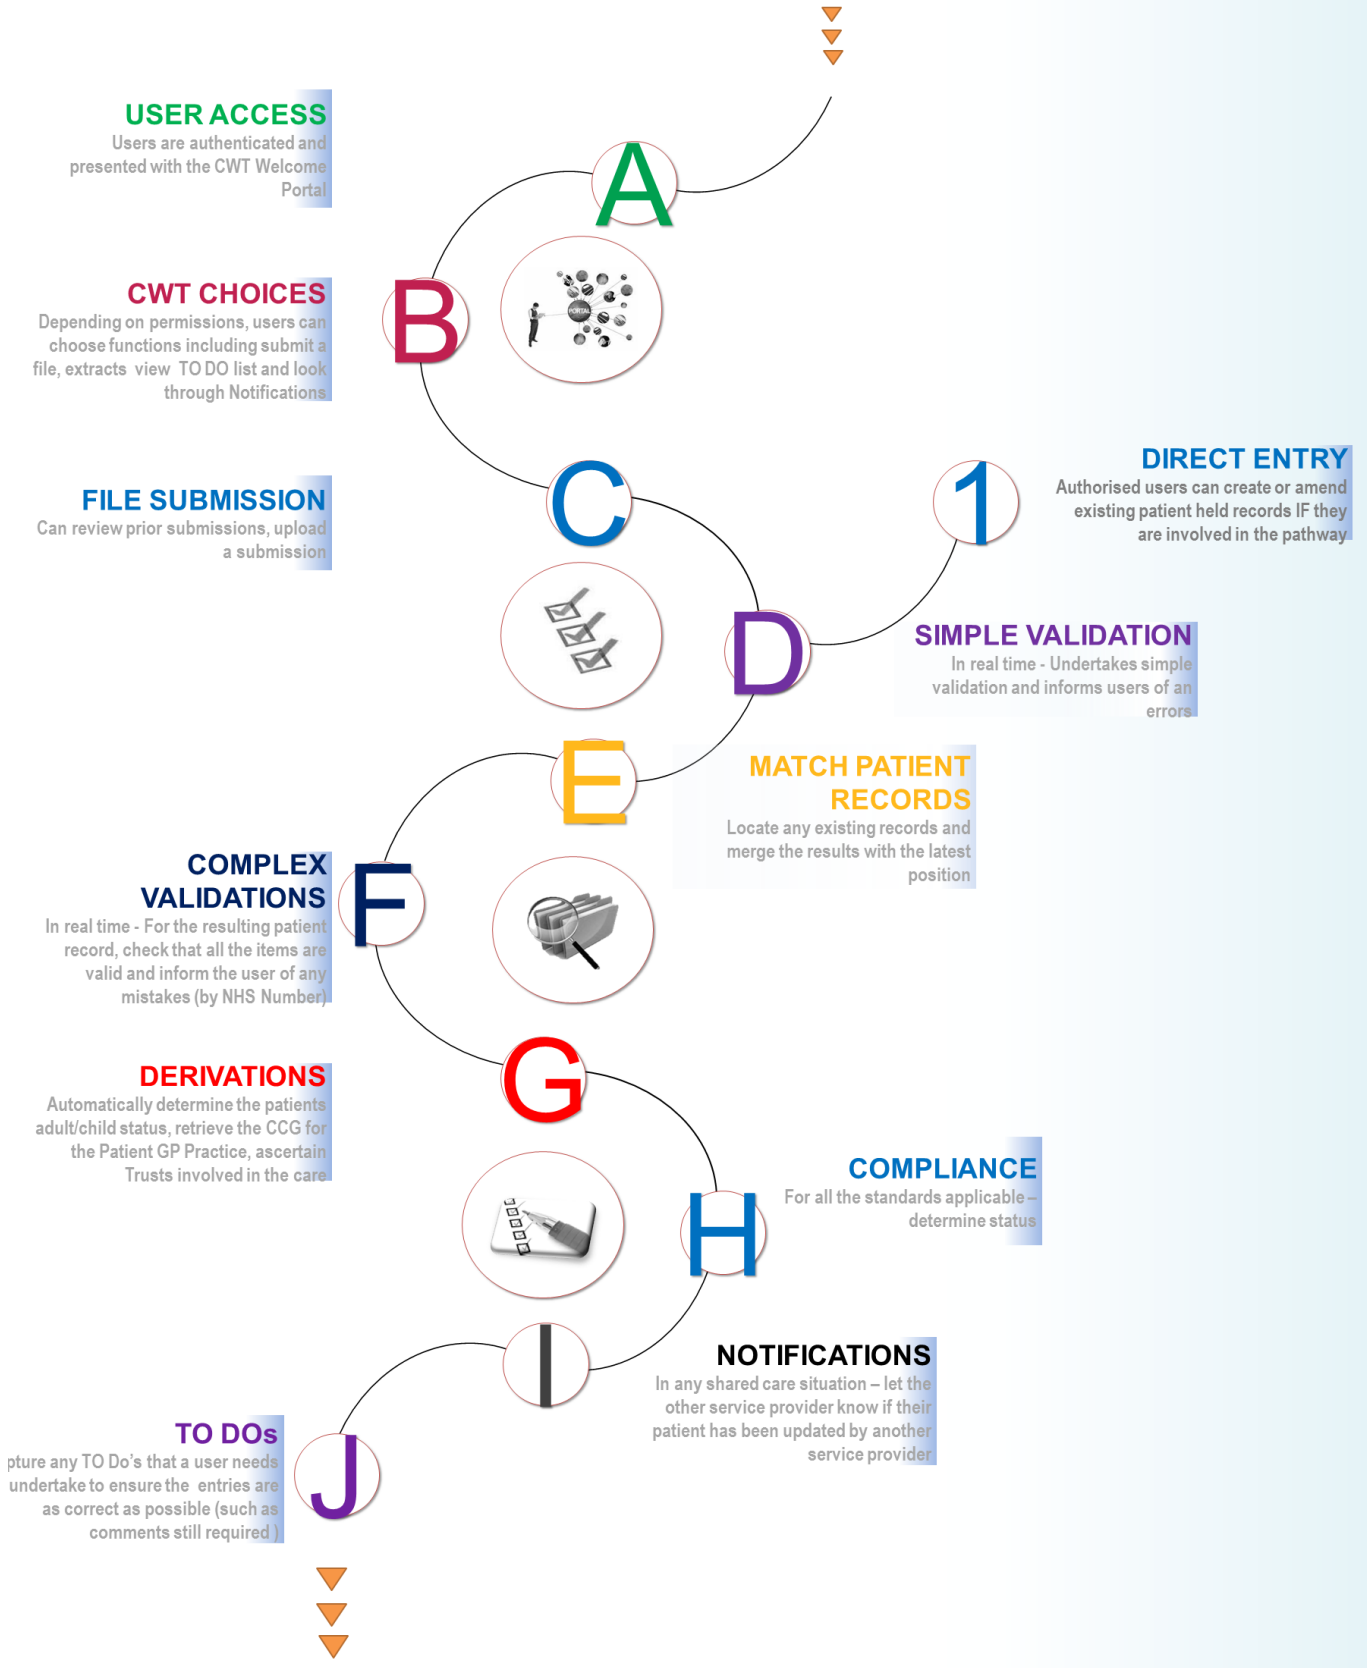 USER ACCESS
Users are authenticated and
presented with the CWT Welcome
Portal
A
PORTAL
CWT CHOICES
Depending on permissions, users can
choose functions including submit a
file, extracts view TO DO list and look
through Notifications
B
FILE SUBMISSION
Can review prior submissions, upload
a submission
C
1
DIRECT ENTRY
Authorised users can create or amend
existing patient held records IF they
are involved in the pathway
D
SIMPLE VALIDATION
In real time - Undertakes simple
validation and informs users of an
errors
E
MATCH PATIENT
RECORDS
Locate any existing records and
merge the results with the latest
position
COMPLEX
VALIDATIONS
In real time - For the resulting patient
record, check that all the items are
valid and inform the user of any
mistakes (by NHS Number)
F
DERIVATIONS
Automatically determine the patients
adult/child status, retrieve the CCG for
the Patient GP Practice, ascertain
Trusts involved in the care
G
H
COMPLIANCE
For all the standards applicable –
determine status
I
NOTIFICATIONS
In any shared care situation – let the
other service provider know if their
patient has been updated by another
service provider
TO DOs
pture any TO Do's that a user needs
undertake to ensure the entries are
as correct as possible (such as
comments still required )
J